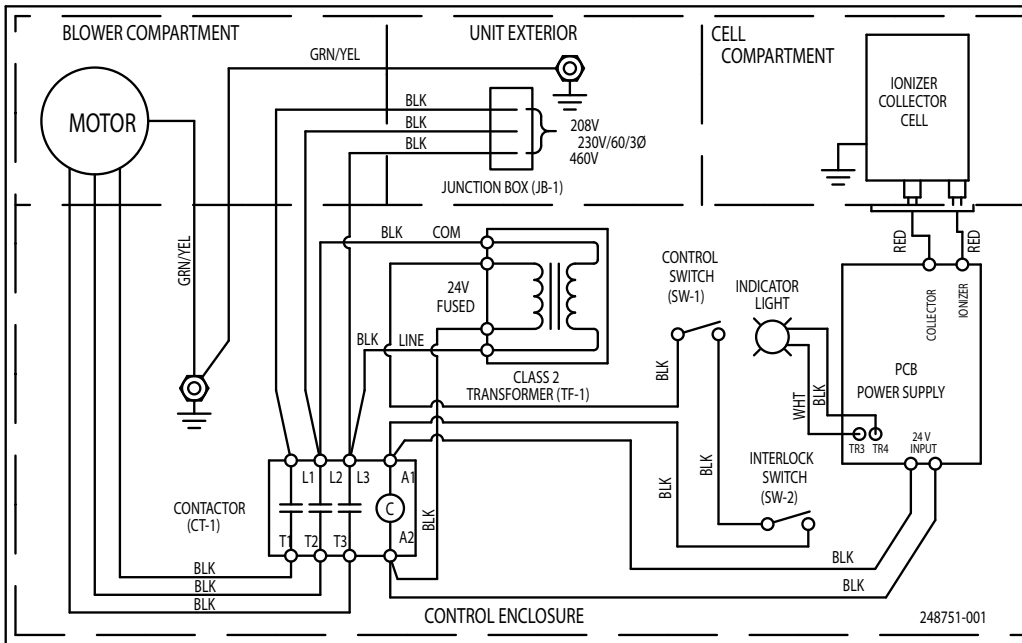 BLOWER COMPARTMENT
UNIT EXTERIOR
CELL
COMPARTMENT
GRN/YEL
MOTOR
BLK
BLK
BLK
208V
230V/60/3Ø
460V
JUNCTION BOX (JB-1)
IONIZER
COLLECTOR
CELL
GRN/YEL
BLK
COM
24V
FUSED
BLK
LINE
CLASS 2
TRANSFORMER (TF-1)
CONTROL
SWITCH
(SW-1)
INDICATOR
LIGHT
RED
RED
COLLECTOR
IONIZER
PCB
POWER SUPPLY
BLK
WHT
BLK
TR3
TR4
24 V
INPUT
CONTACTOR
(CT-1)
L1
L2
L3
A1
C
T1
T2
T3
A2
BLK
BLK
BLK
INTERLOCK
SWITCH
(SW-2)
BLK
BLK
BLK
BLK
BLK
CONTROL ENCLOSURE
248751-001